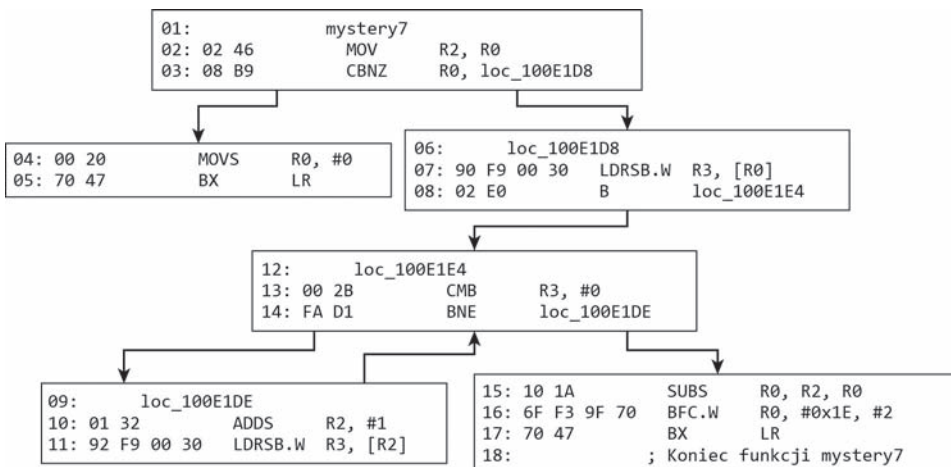 01: mystery7
02: 02 46 MOV R2, R0
03: 08 B9 CBNZ R0, loc_100E1D8
04: 00 20 MOVS R0, #0
05: 70 47 BX LR
06: loc_100E1D8
07: 90 F9 00 30 LDRSB.W R3, [R0]
08: 02 E0 B loc_100E1E4
12: loc_100E1E4
13: 00 2B CMB R3, #0
14: FA D1 BNE loc_100E1DE
09: loc_100E1DE
10: 01 32 ADDS R2, #1
11: 92 F9 00 30 LDRSB.W R3, [R2]
15: 10 1A SUBS R0, R2, R0
16: 6F F3 9F 70 BFC.W R0, #0x1E, #2
17: 70 47 BX LR
18: ; Koniec funkcji mystery7